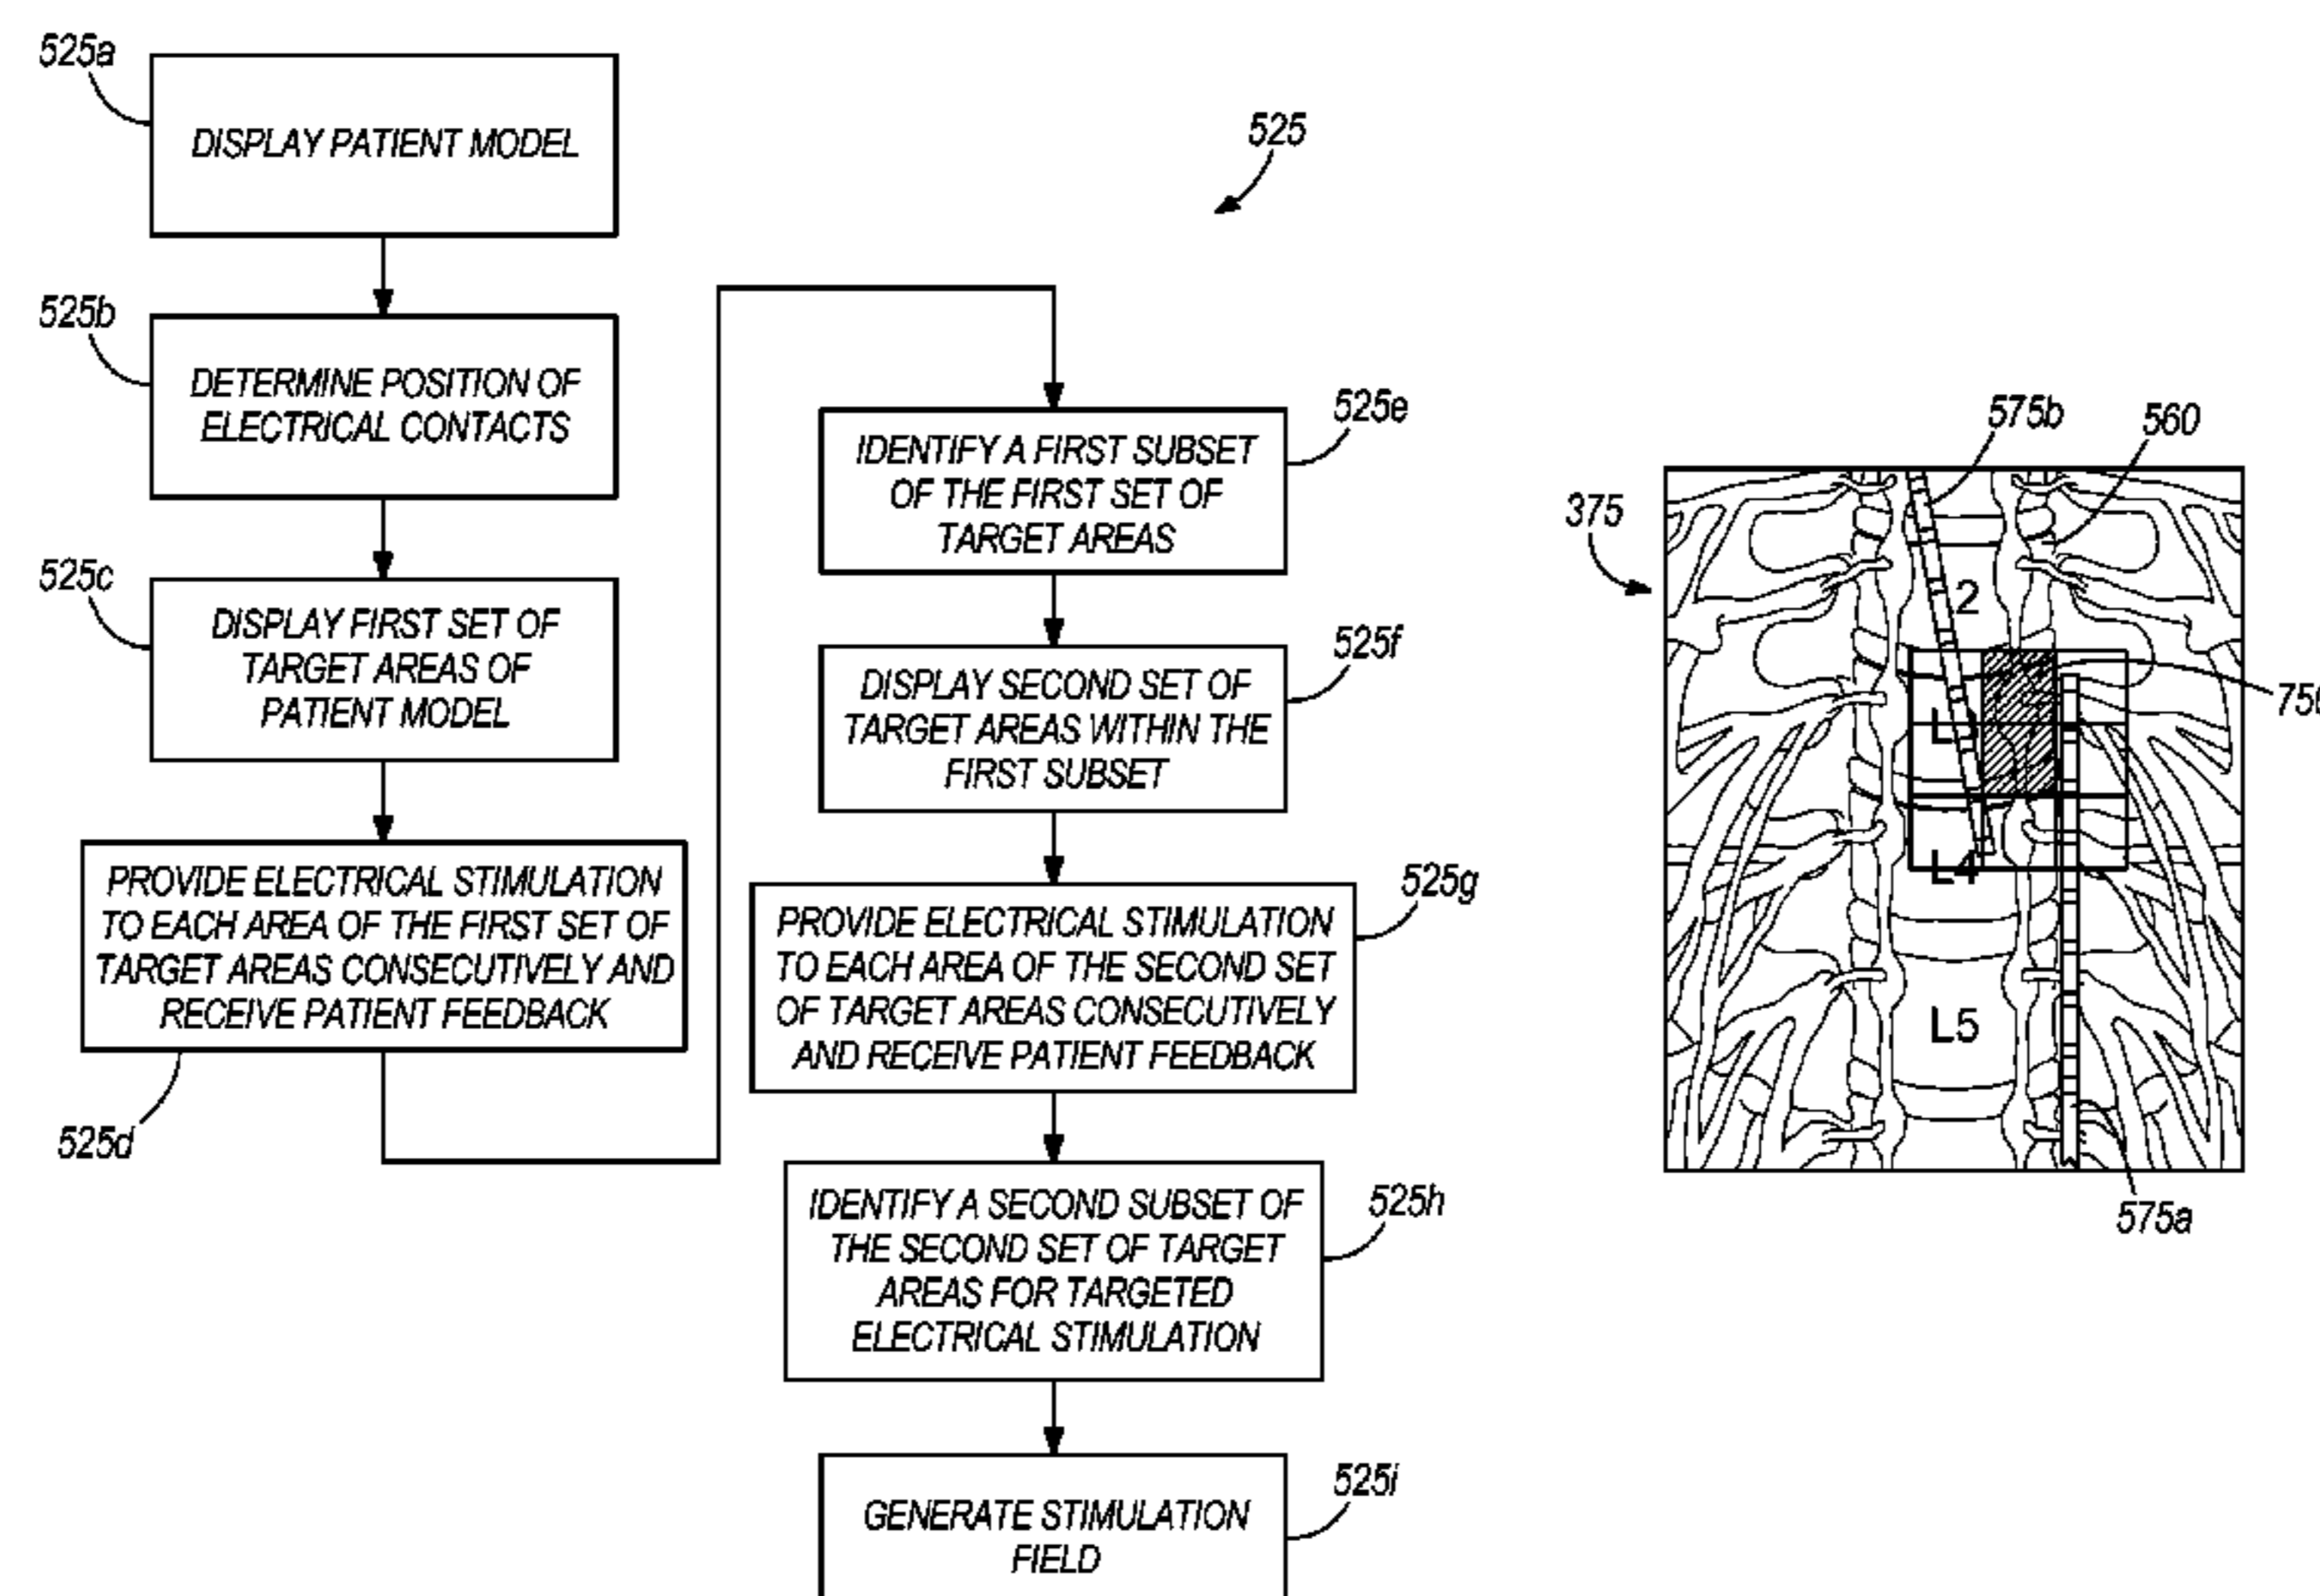 525a
DISPLAY PATIENT MODEL
525b
DETERMINE POSITION OF
ELECTRICAL CONTACTS
525c
DISPLAY FIRST SET OF
TARGET AREAS OF
PATIENT MODEL
PROVIDE ELECTRICAL STIMULATION
TO EACH AREA OF THE FIRST SET OF
TARGET AREAS CONSECUTIVELY AND
RECEIVE PATIENT FEEDBACK
525d
525
525e
IDENTIFY A FIRST SUBSET
OF THE FIRST SET OF
TARGET AREAS
525f
DISPLAY SECOND SET OF
TARGET AREAS WITHIN THE
FIRST SUBSET
525g
PROVIDE ELECTRICAL STIMULATION
TO EACH AREA OF THE SECOND SET
OF TARGET AREAS CONSECUTIVELY
AND RECEIVE PATIENT FEEDBACK
525h
IDENTIFY A SECOND SUBSET OF
THE SECOND SET OF TARGET
AREAS FOR TARGETED
ELECTRICAL STIMULATION
525i
GENERATE STIMULATION
FIELD
575b
560
375
2
L4
L5
575a